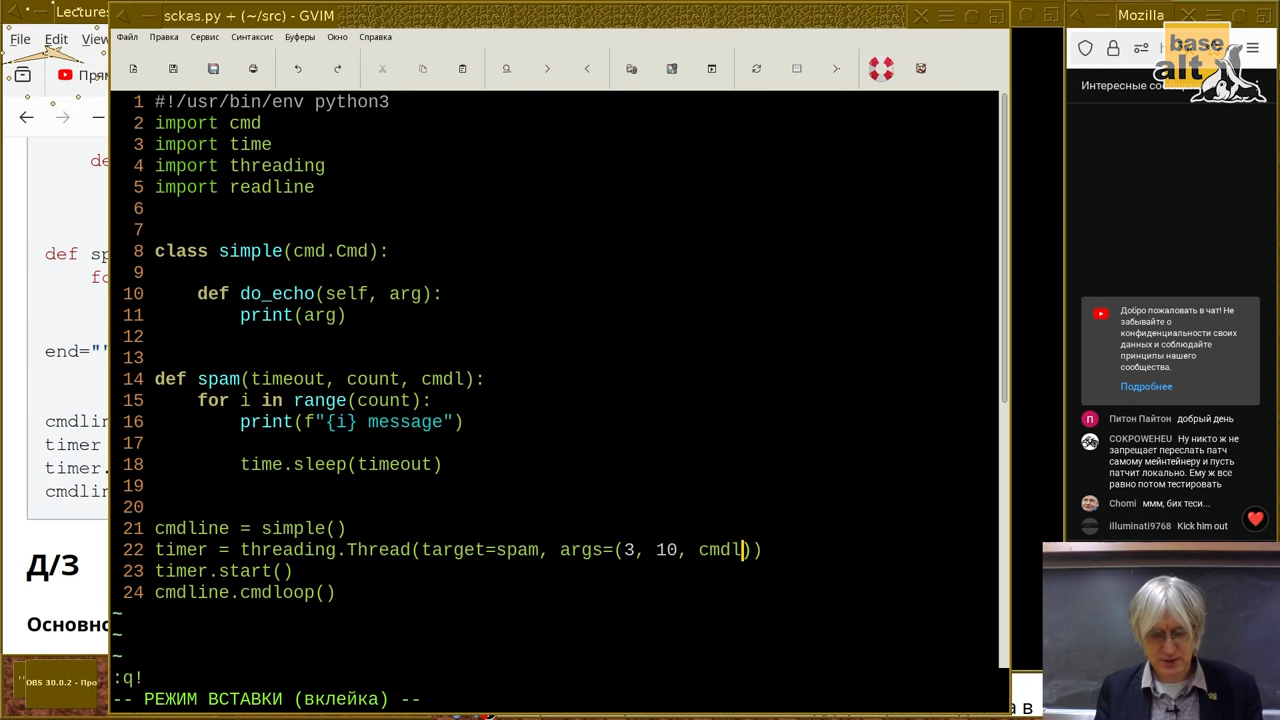 Lectures
sckas.py + (~/src) - GVIM
Mozilla
File Edit View
Файл Правка Сервис Синтаксис Буферы Окно Справка
base
alt
Интересные
de
def sp
fo
end="'
cmdlin
timer
timer.
cmdlin
Д/З
Основно
OBS 30.0.2 - Про
1 #!/usr/bin/env python3
2 import cmd
3 import time
4 import threading
5 import readline
6
7
8 class simple(cmd.Cmd):
9
10     def do_echo(self, arg):
11         print(arg)
12
13
14 def spam(timeout, count, cmdl):
15     for i in range(count):
16         print(f"{i} message")
17
18         time.sleep(timeout)
19
20
21 cmdline = simple()
22 timer = threading.Thread(target=spam, args=(3, 10, cmdl))
23 timer.start()
24 cmdline.cmdloop()
~
~
~
:q!
-- РЕЖИМ ВСТАВКИ (вклейка) --
Добро пожаловать в чат! Не
забывайте о
конфиденциальности своих
данных и соблюдайте
принципы нашего
сообщества.
Подробнее
П Питон Пайтон добрый день
COKPOWEHEU Ну никто ж не
запрещает переслать патч
самому мейнтейнеру и пусть
патчит локально. Ему ж все
равно потом тестировать
Chomi ммм, бих теси...
illuminati9768 Kick him out
а в